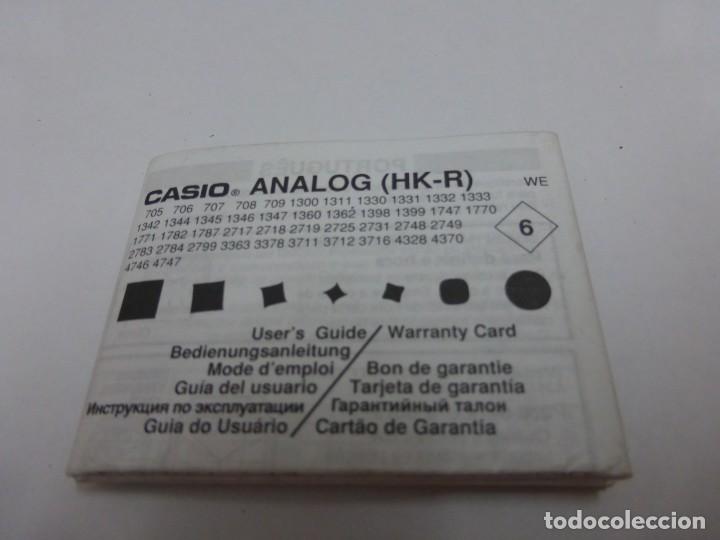 PORTUGUÊS
CASIO® ANALOG (HK-R) WE
705 706 707 708 709 1300 1311 1330 1331 1332 1333
1342 1344 1345 1346 1347 1360 1362 1398 1399 1747 1770
1771 1782 1787 2717 2718 2719 2725 2731 2748 2749
2783 2784 2799 3363 3378 3711 3712 3716 4328 4370
4746 4747
6
User's Guide / Warranty Card
Bedienungsanleitung
Mode d'emploi / Bon de garantie
Guía del usuario / Tarjeta de garantía
Инструкция по эксплуатации / Гарантийный талон
Guia do Usuário / Cartão de Garantia
todocoleccion
todocoleccion.net